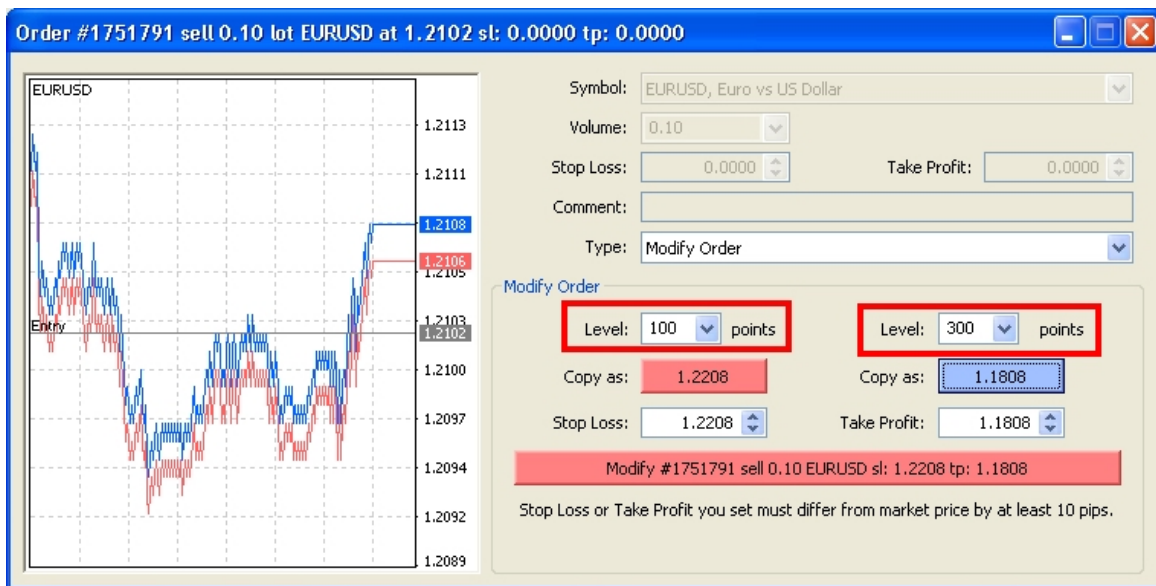 Order #1751791 sell 0.10 lot EURUSD at 1.2102 sl: 0.0000 tp: 0.0000
EURUSD
1.2113
1.2111
1.2108
1.2106
1.2105
1.2103
Entry
1.2102
1.2100
1.2097
1.2094
1.2092
1.2089
Symbol: EURUSD, Euro vs US Dollar
Volume: 0.10
Stop Loss: 0.0000 Take Profit: 0.0000
Comment:
Type: Modify Order
Modify Order
Level: 100 points Level: 300 points
Copy as: 1.2208 Copy as: 1.1808
Stop Loss: 1.2208 Take Profit: 1.1808
Modify #1751791 sell 0.10 EURUSD sl: 1.2208 tp: 1.1808
Stop Loss or Take Profit you set must differ from market price by at least 10 pips.